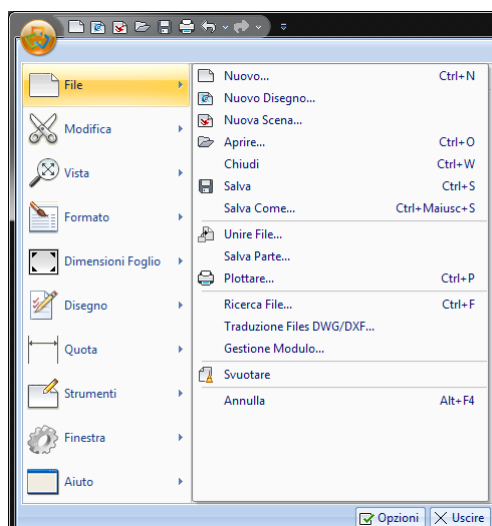 File
Modifica
Vista
Formato
Dimensioni Foglio
Disegno
Quota
Strumenti
Finestra
Aiuto
Nuovo... Ctrl+N
Nuovo Disegno...
Nuova Scena...
Aprire... Ctrl+O
Chiudi Ctrl+W
Salva Ctrl+S
Salva Come... Ctrl+Maiusc+S
Unire File...
Salva Parte...
Plottare... Ctrl+P
Ricerca File... Ctrl+F
Traduzione Files DWG/DXF...
Gestione Modulo...
Svuotare
Annulla Alt+F4
Opzioni Uscire